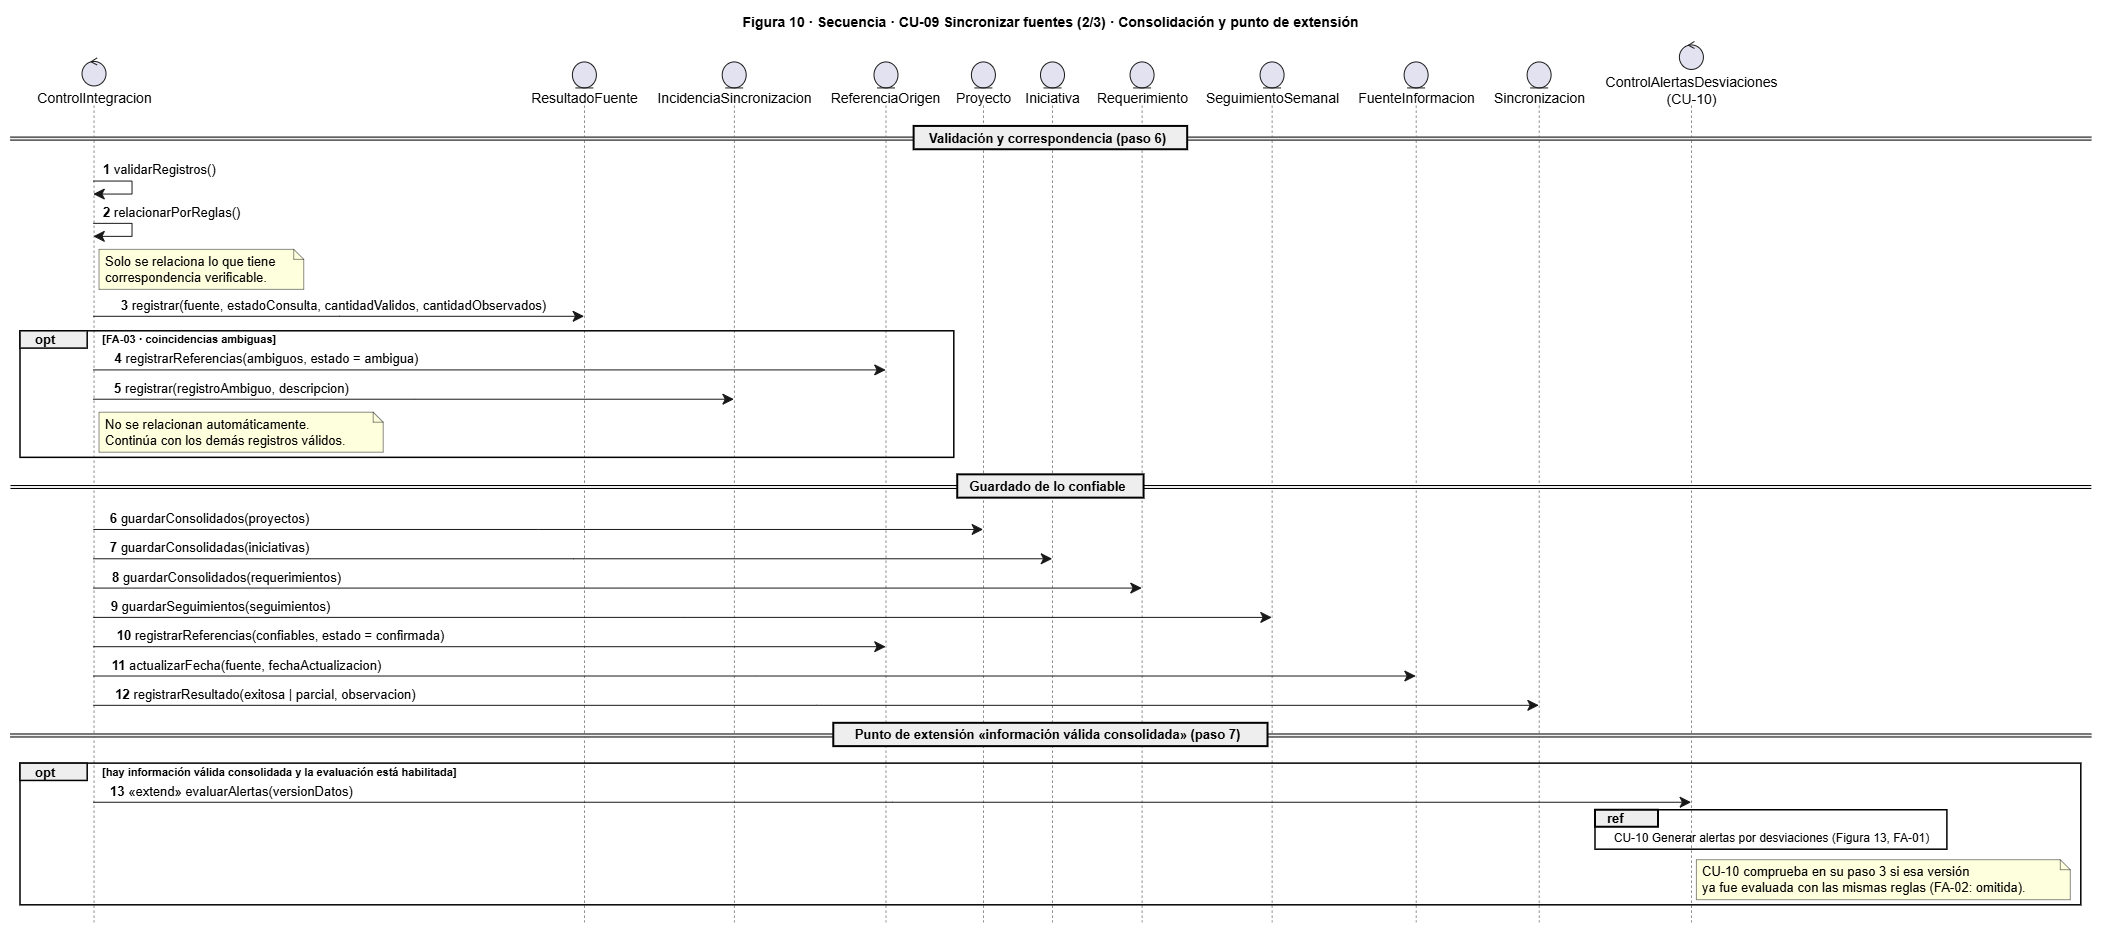 Figura 10 · Secuencia · CU-09 Sincronizar fuentes (2/3) · Consolidación y punto de extensión
ControlIntegracion
ResultadoFuente
IncidenciaSincronizacion
ReferenciaOrigen
Proyecto
Iniciativa
Requerimiento
SeguimientoSemanal
FuenteInformacion
Sincronizacion
ControlAlertasDesviaciones
(CU-10)
Validación y correspondencia (paso 6)
1 validarRegistros()
2 relacionarPorReglas()
Solo se relaciona lo que tiene
correspondencia verificable.
3 registrar(fuente, estadoConsulta, cantidadValidos, cantidadObservados)
opt [FA-03 · coincidencias ambiguas]
4 registrarReferencias(ambiguos, estado = ambigua)
5 registrar(registroAmbiguo, descripcion)
No se relacionan automáticamente.
Continúa con los demás registros válidos.
Guardado de lo confiable
6 guardarConsolidados(proyectos)
7 guardarConsolidadas(iniciativas)
8 guardarConsolidados(requerimientos)
9 guardarSeguimientos(seguimientos)
10 registrarReferencias(confiables, estado = confirmada)
11 actualizarFecha(fuente, fechaActualizacion)
12 registrarResultado(exitosa | parcial, observacion)
Punto de extensión «información válida consolidada» (paso 7)
opt [hay información válida consolidada y la evaluación está habilitada]
13 «extend» evaluarAlertas(versionDatos)
ref
CU-10 Generar alertas por desviaciones (Figura 13, FA-01)
CU-10 comprueba en su paso 3 si esa versión
ya fue evaluada con las mismas reglas (FA-02: omitida).